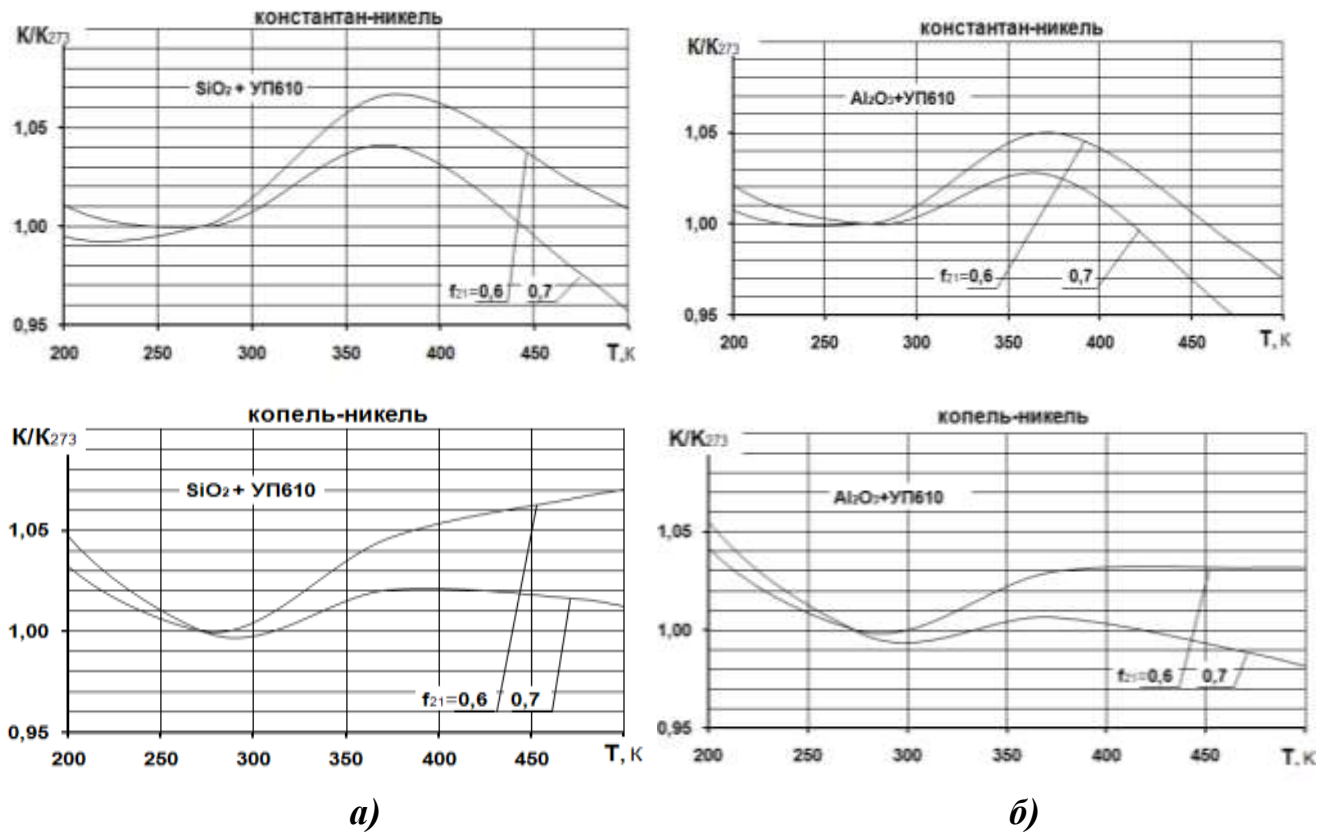 константан-никель
К/К273
SiO2 + УП610
1,05
1,00
f21=0,6 0,7
0,95
200 250 300 350 400 450 T,К
константан-никель
К/К273
Al2O3+УП610
1,05
1,00
f21=0,6 0,7
0,95
200 250 300 350 400 450 T,К
копель-никель
К/К273
SiO2 + УП610
1,05
1,00
f21=0,6 0,7
0,95
200 250 300 350 400 450 T,К
копель-никель
К/К273
Al2O3+УП610
1,05
1,00
f21=0,6 0,7
0,95
200 250 300 350 400 450 T,К
а) б)